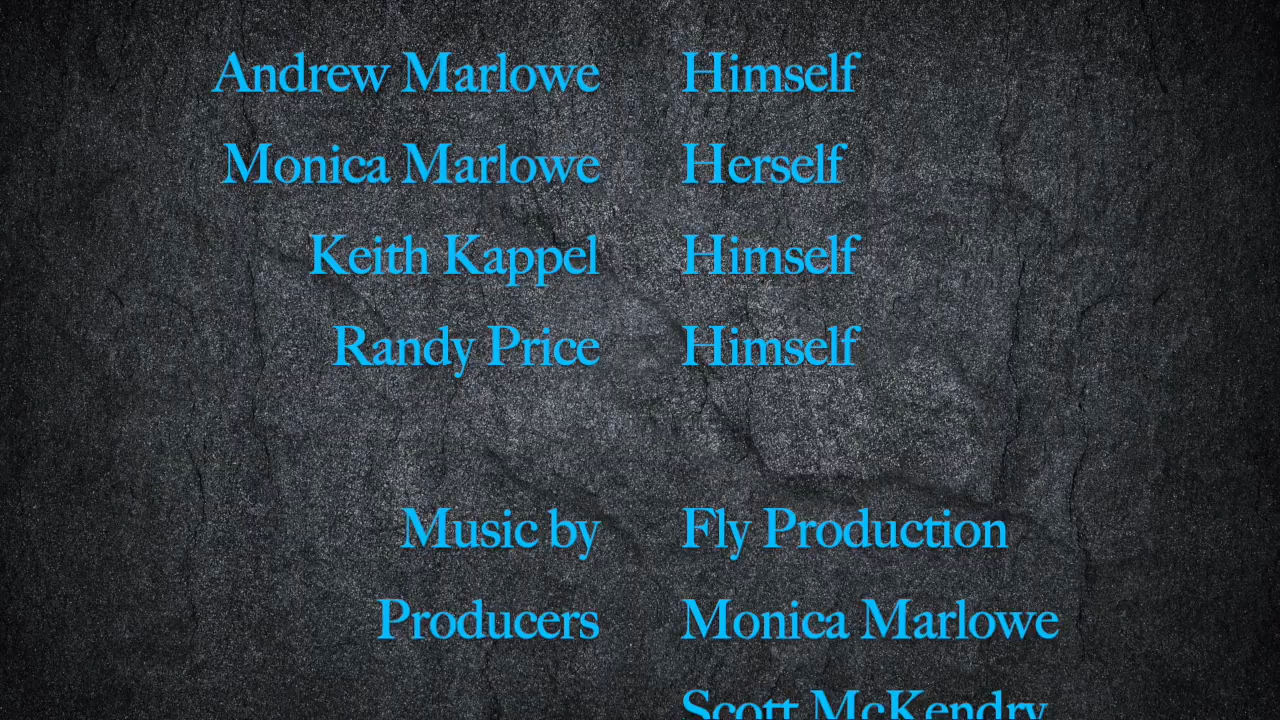 Andrew Marlowe Himself
Monica Marlowe Herself
Keith Kappel Himself
Randy Price Himself
Music by Fly Production
Producers Monica Marlowe
Scott McKendry